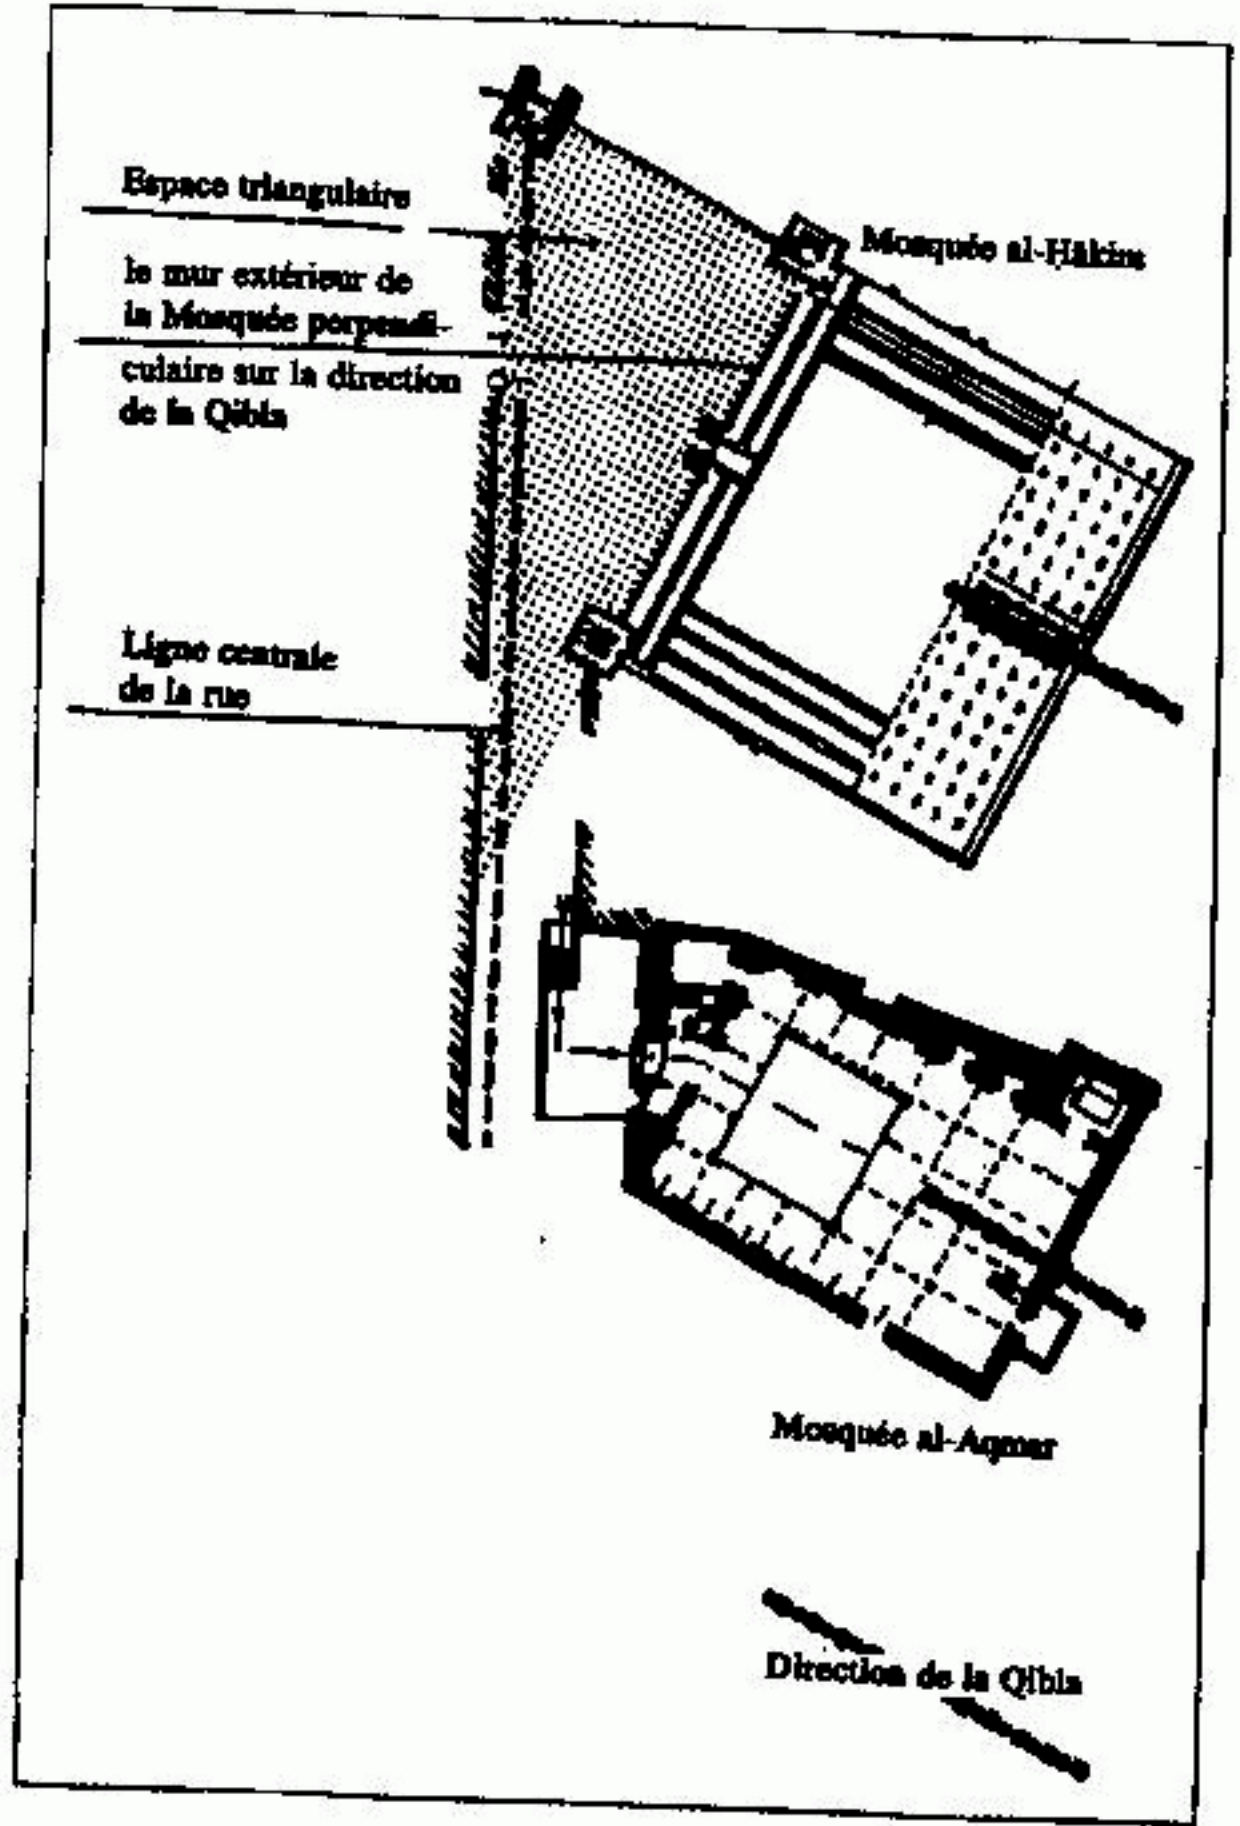 Espace triangulaire
le mur extérieur de
la Mosquée perpendi-
culaire sur la direction
de la Qibla
Ligne centrale
de la rue
Mosquée al-Hākim
Mosquée al-Aqmar
Direction de la Qibla